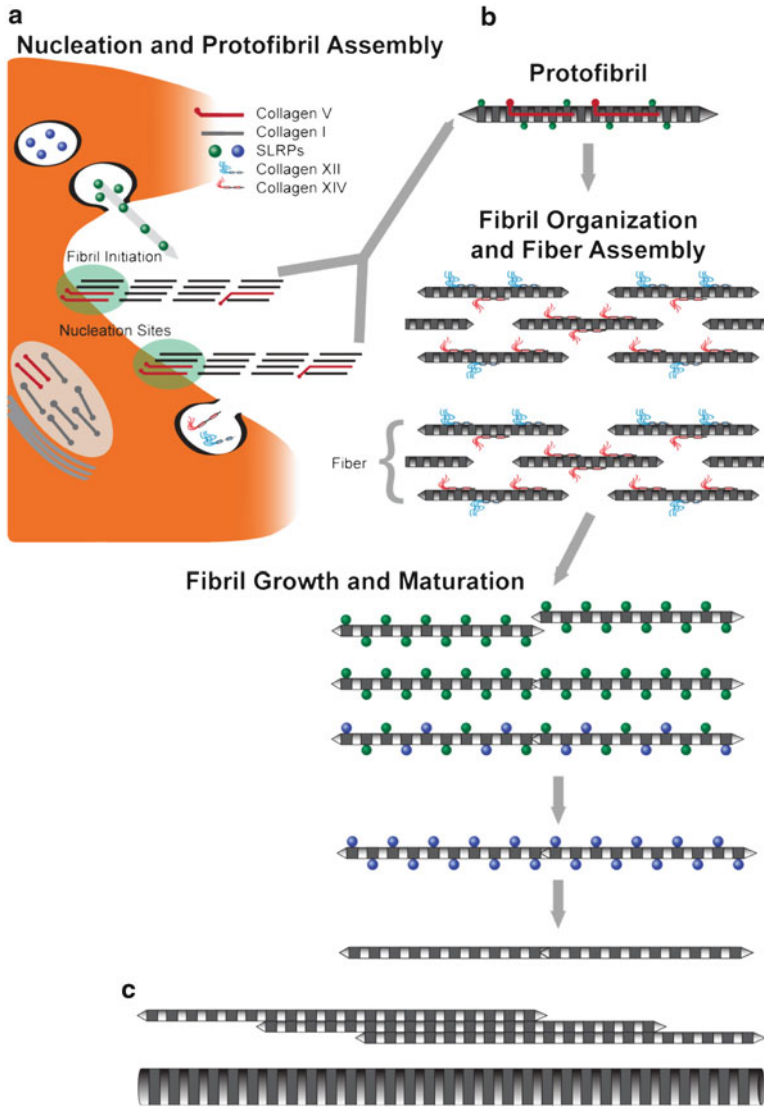 a
Nucleation and Protofibril Assembly
Collagen V
Collagen I
SLRPs
Collagen XII
Collagen XIV
Fibril Initiation
Nucleation Sites
b
Protofibril
Fibril Organization
and Fiber Assembly
Fiber
Fibril Growth and Maturation
c